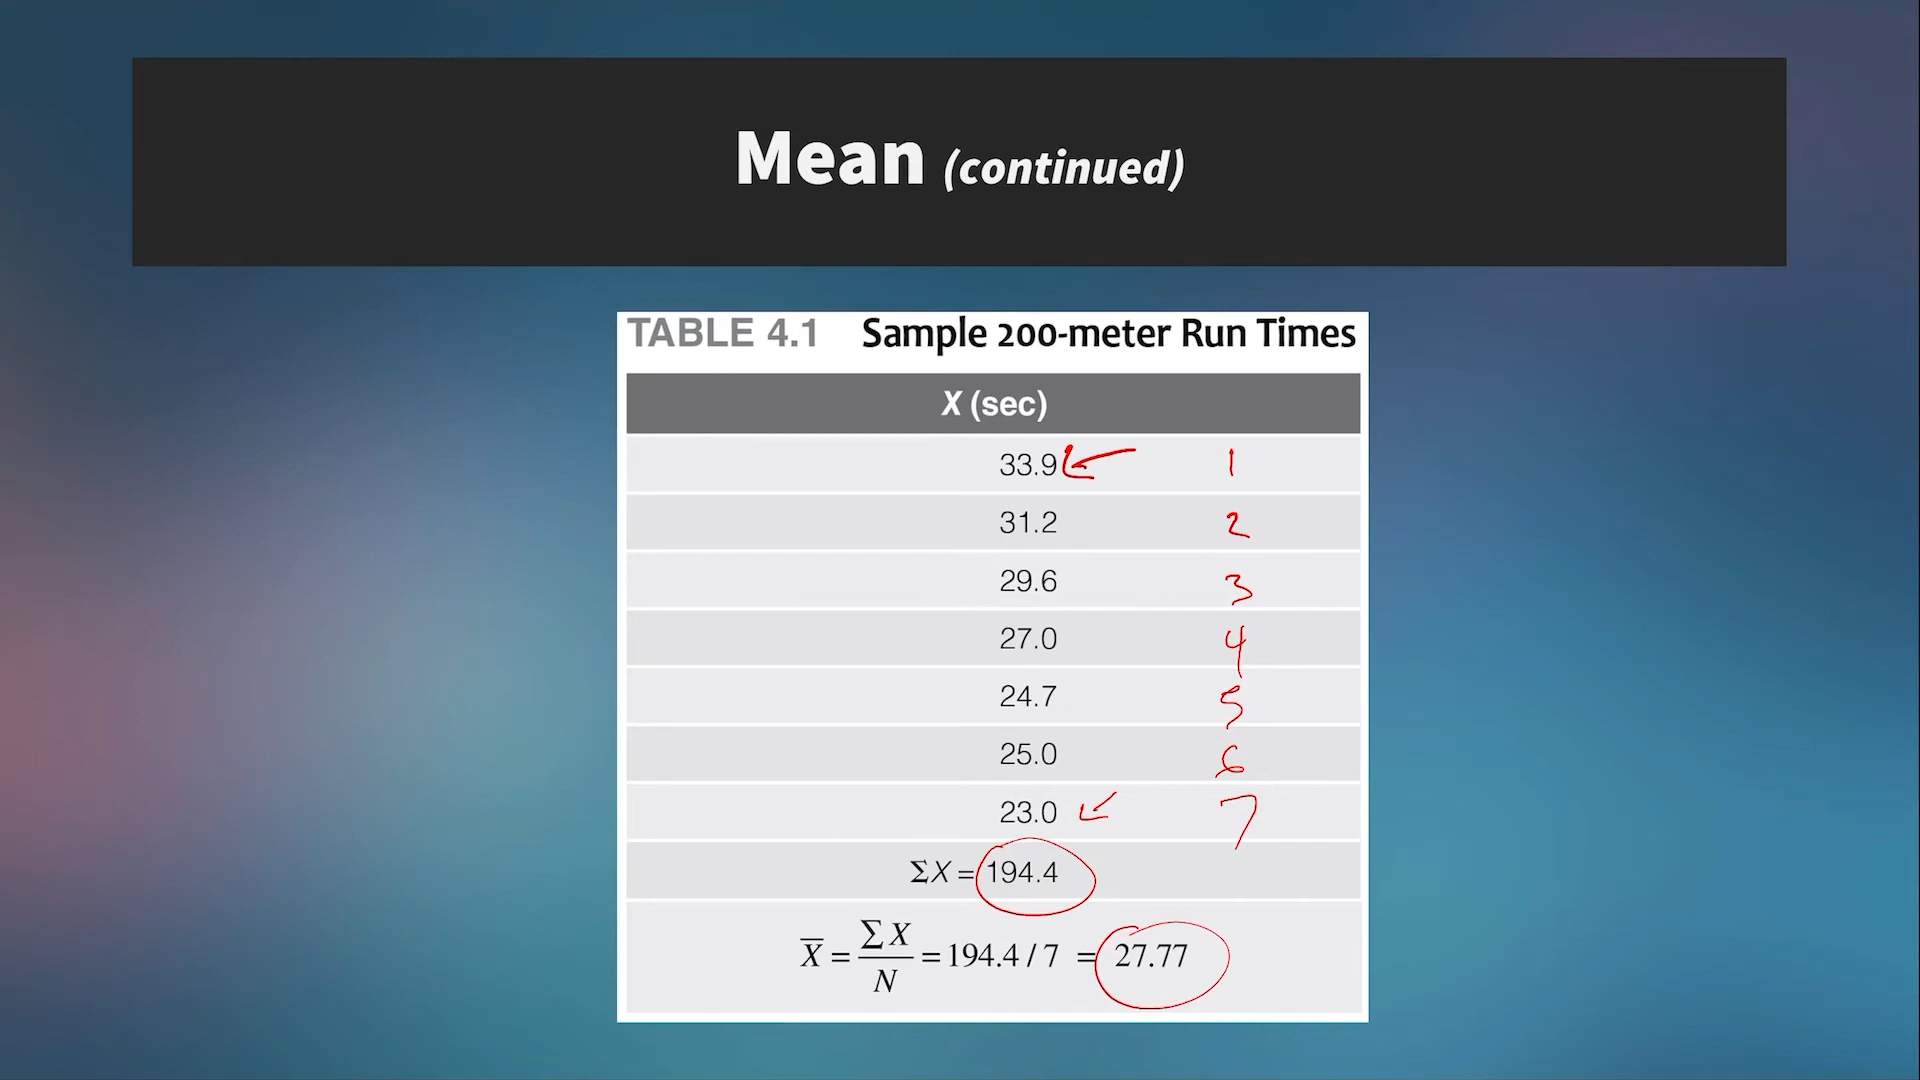 Mean (continued)
TABLE 4.1 Sample 200-meter Run Times
X (sec)
33.9 1
31.2 2
29.6 3
27.0 4
24.7 5
25.0 6
23.0 7
ΣX = 194.4
X̅ = ΣX / N = 194.4 / 7 = 27.77